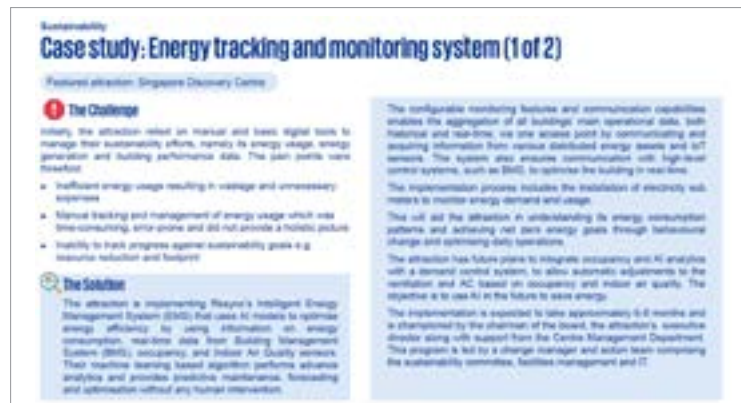 Sustainability
Case study: Energy tracking and monitoring system (1 of 2)
Featured attraction: Singapore Discovery Centre
The Challenge
Initially, the attraction relied on manual and basic digital tools to
manage their sustainability efforts, namely its energy usage, energy
generation and building performance data. The pain points were
threefold:
• Inefficient energy usage resulting in wastage and unnecessary
expenses
• Manual tracking and management of energy usage which was
time-consuming, error-prone and did not provide a holistic picture
• Inability to track progress against sustainability goals e.g.
resource reduction and footprint
The Solution
The attraction is implementing Intelligent Energy
Management System (EMS) that uses AI models to optimise
energy efficiency by using information on energy
consumption, real-time data from Building Management
System (BMS), occupancy, and Indoor Air Quality sensors.
Their machine learning based algorithm performs advance
analytics and provides predictive maintenance, forecasting
and optimisation without any human intervention.
The configurable monitoring features and communication capabilities
enables the aggregation of all buildings' main operational data, both
historical and real-time, via one access point by communicating and
acquiring information from various distributed energy assets and IoT
sensors. The system also ensures communication with high-level
control systems, such as BMS, to optimise the building in real-time.
The implementation process includes the installation of electricity sub
meters to monitor energy demand and usage.
This will aid the attraction in understanding its energy consumption
patterns and achieving net zero energy goals through behavioural
change and optimising daily operations.
The attraction has future plans to integrate occupancy and AI analytics
with a demand control system, to allow automatic adjustments to the
ventilation and AC based on occupancy and indoor air quality. The
objective is to use AI in the future to save energy.
The implementation is expected to take approximately 6-8 months and
is championed by the chairman of the board, the attraction's executive
director along with support from the Centre Management Department.
This program is led by a change manager and action team comprising
the sustainability committee, facilities management and IT.